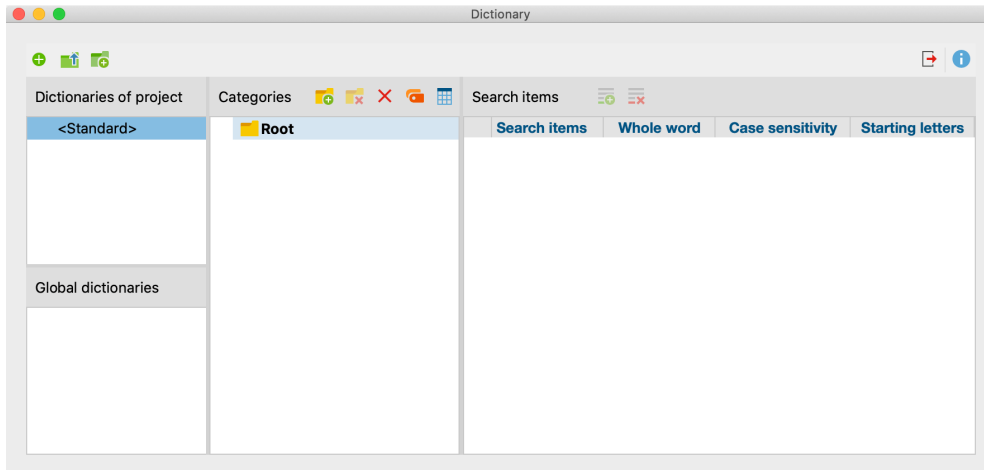 Dictionary
Dictionaries of project
Categories
Search items
<Standard>
Root
Search items Whole word Case sensitivity Starting letters
Global dictionaries